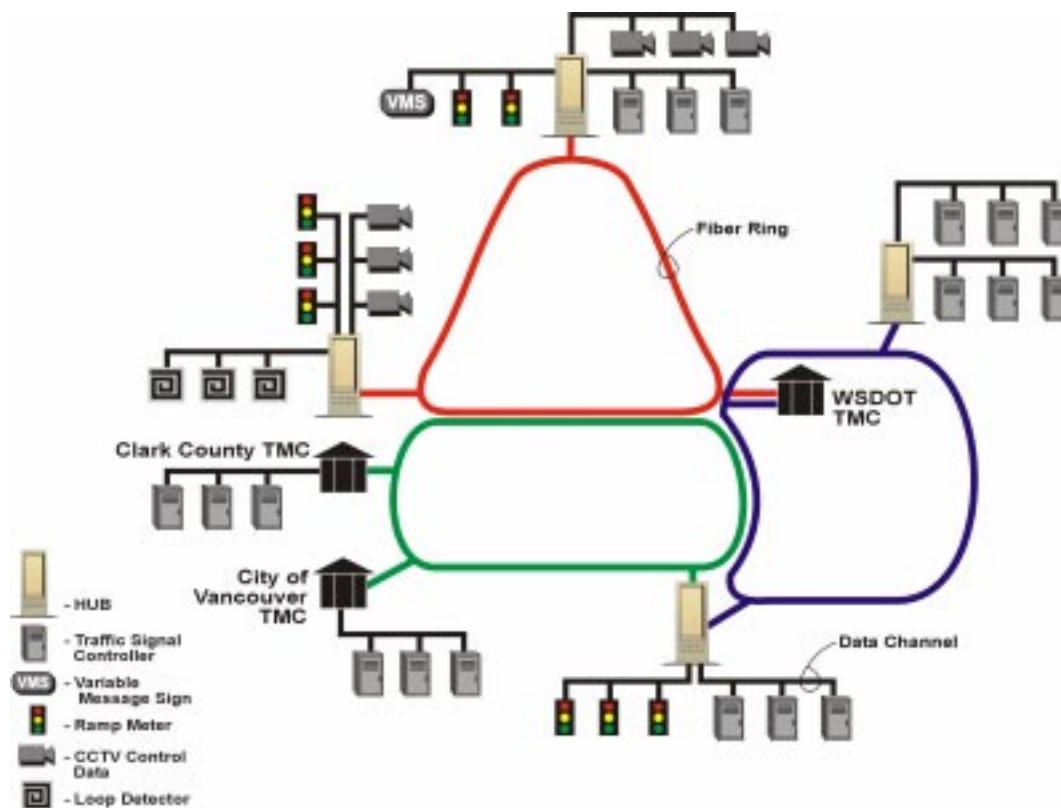 VMS
Fiber Ring
WSDOT
TMC
Clark County TMC
City of
Vancouver
TMC
Data Channel
- HUB
- Traffic Signal
Controller
VMS - Variable
Message Sign
- Ramp Meter
- CCTV Control
Data
- Loop Detector